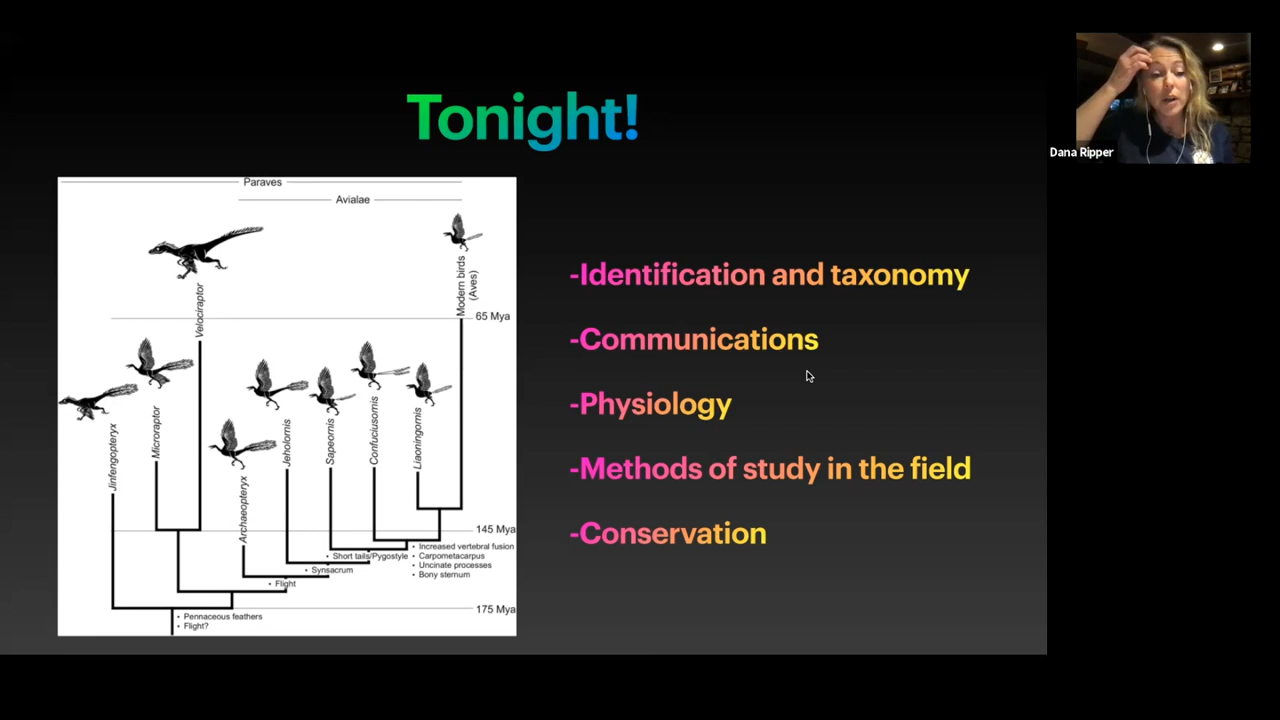 Tonight!
Dana Ripper
Paraves
Avialae
Modern birds
(Aves)
Velociraptor
65 Mya
Jinfengopteryx
Microraptor
Archaeopteryx
Jeholornis
Sapeornis
Confuciusornis
Liaoningornis
145 Mya
• Increased vertebral fusion
• Carpometacarpus
• Uncinate processes
• Bony sternum
• Short tails/Pygostyle
• Synsacrum
• Flight
175 Mya
• Pennaceous feathers
• Flight?
-Identification and taxonomy
-Communications
-Physiology
-Methods of study in the field
-Conservation